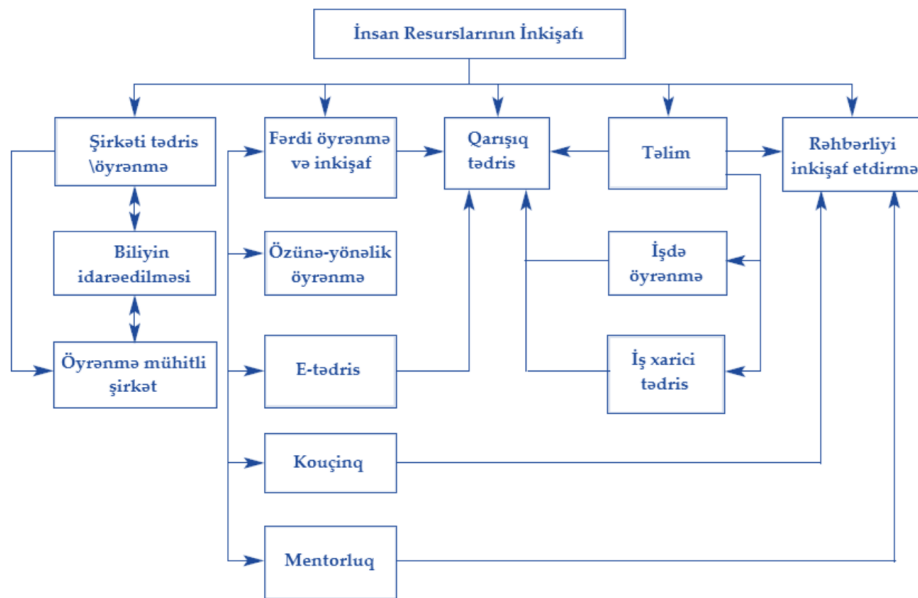 İnsan Resurslarının İnkişafı
Şirkəti tədris
\öyrənmə
Fərdi öyrənmə
və inkişaf
Qarışıq
tədris
Təlim
Rəhbərliyi
inkişaf etdirmə
Biliyin
idarəedilməsi
Özünə-yönəlik
öyrənmə
İşdə
öyrənmə
Öyrənmə mühitli
şirkət
E-tədris
İş xarici
tədris
Kouçinq
Mentorluq